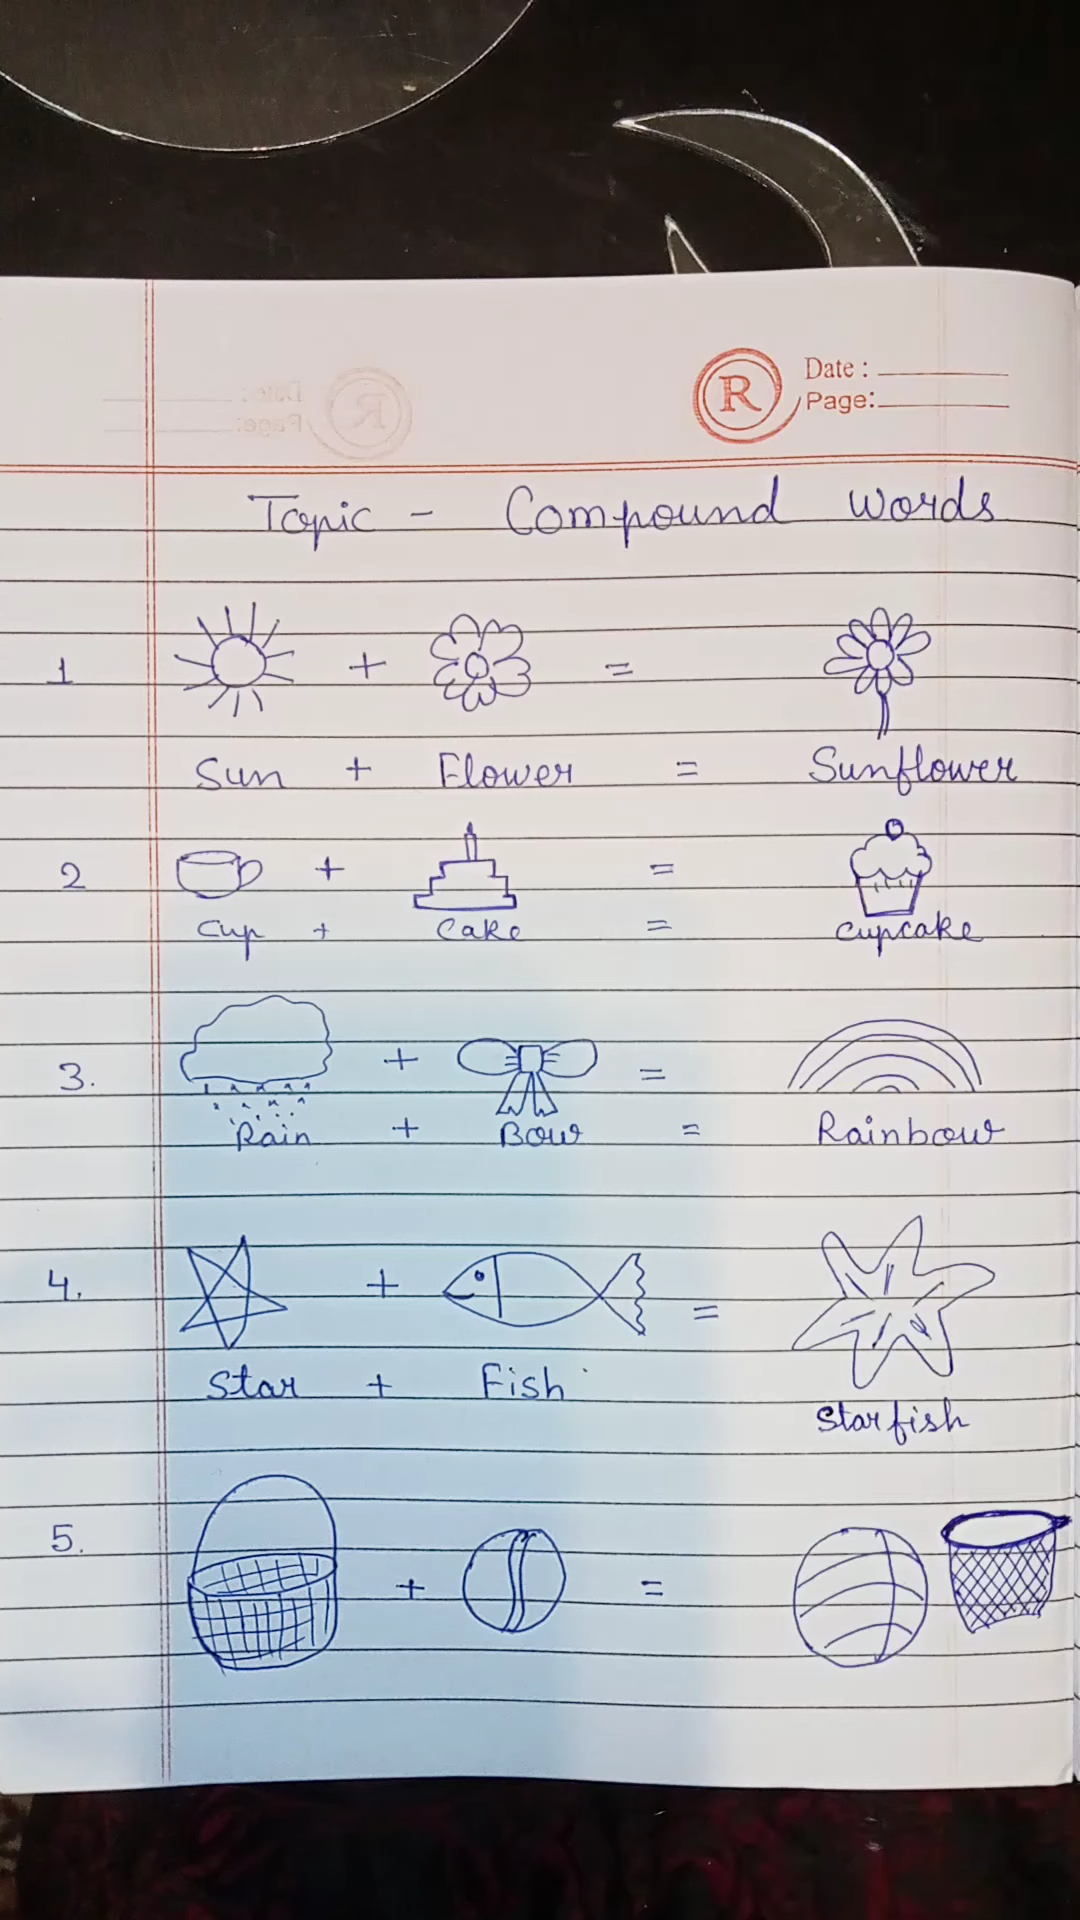 R Date :
Page:
Topic - Compound Words
1 + =
Sun + Flower = Sunflower
2 + =
Cup + Cake = Cupcake
3. + =
Rain + Bow = Rainbow
4. + =
Star + Fish
Starfish
5. + =